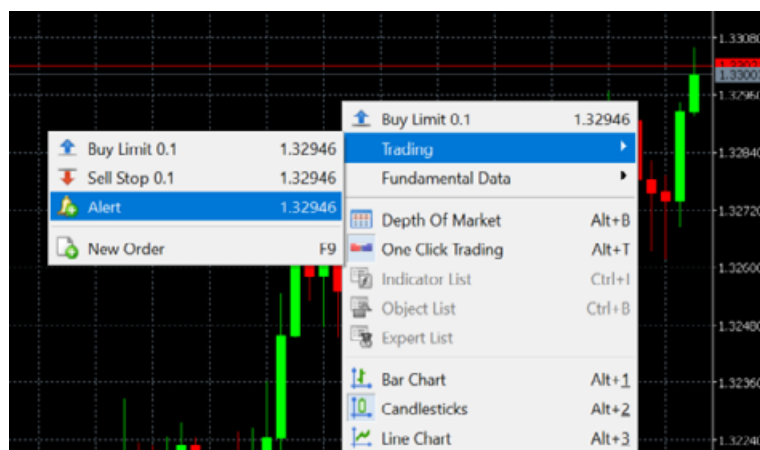 1.33080
1.33003
1.32960
Buy Limit 0.1 1.32946
Trading
Fundamental Data
Depth Of Market Alt+B
One Click Trading Alt+T
Indicator List Ctrl+I
Object List Ctrl+B
Expert List
Bar Chart Alt+1
Candlesticks Alt+2
Line Chart Alt+3
Buy Limit 0.1 1.32946
Sell Stop 0.1 1.32946
Alert 1.32946
New Order F9
1.32840
1.32720
1.32600
1.32480
1.32360
1.32240